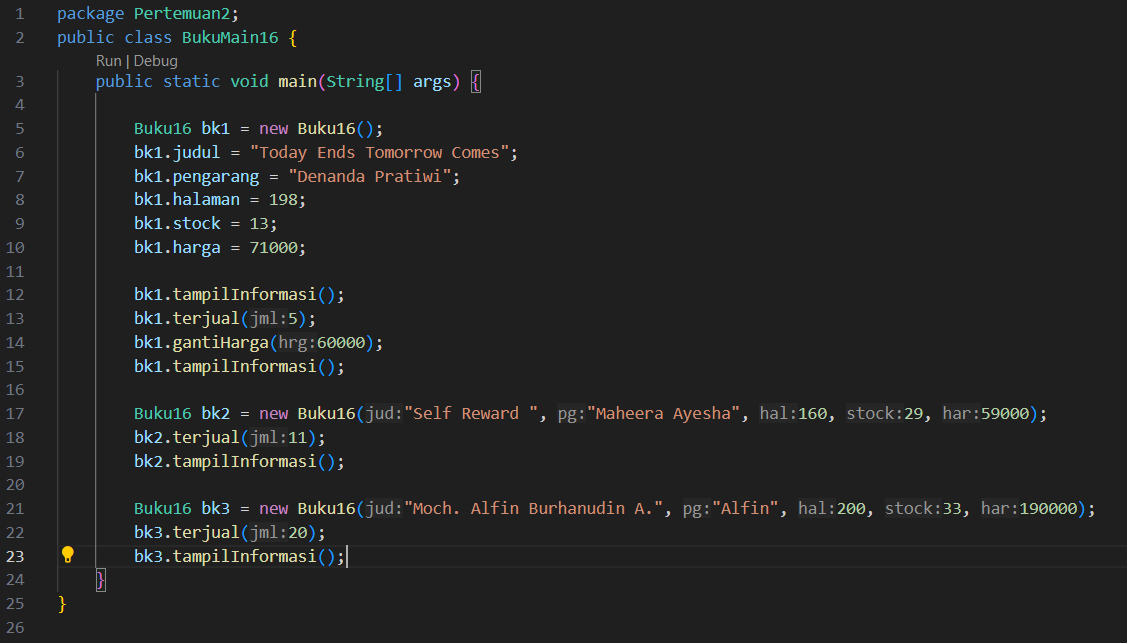 1 package Pertemuan2;
2 public class BukuMain16 {
Run | Debug
3 public static void main(String[] args) {
4
5 Buku16 bk1 = new Buku16();
6 bk1.judul = "Today Ends Tomorrow Comes";
7 bk1.pengarang = "Denanda Pratiwi";
8 bk1.halaman = 198;
9 bk1.stock = 13;
10 bk1.harga = 71000;
11
12 bk1.tampilInformasi();
13 bk1.terjual(jml:5);
14 bk1.gantiHarga(hrg:60000);
15 bk1.tampilInformasi();
16
17 Buku16 bk2 = new Buku16(jud:"Self Reward ", pg:"Maheera Ayesha", hal:160, stock:29, har:59000);
18 bk2.terjual(jml:11);
19 bk2.tampilInformasi();
20
21 Buku16 bk3 = new Buku16(jud:"Moch. Alfin Burhanudin A.", pg:"Alfin", hal:200, stock:33, har:190000);
22 bk3.terjual(jml:20);
23 bk3.tampilInformasi();
24 }
25 }
26